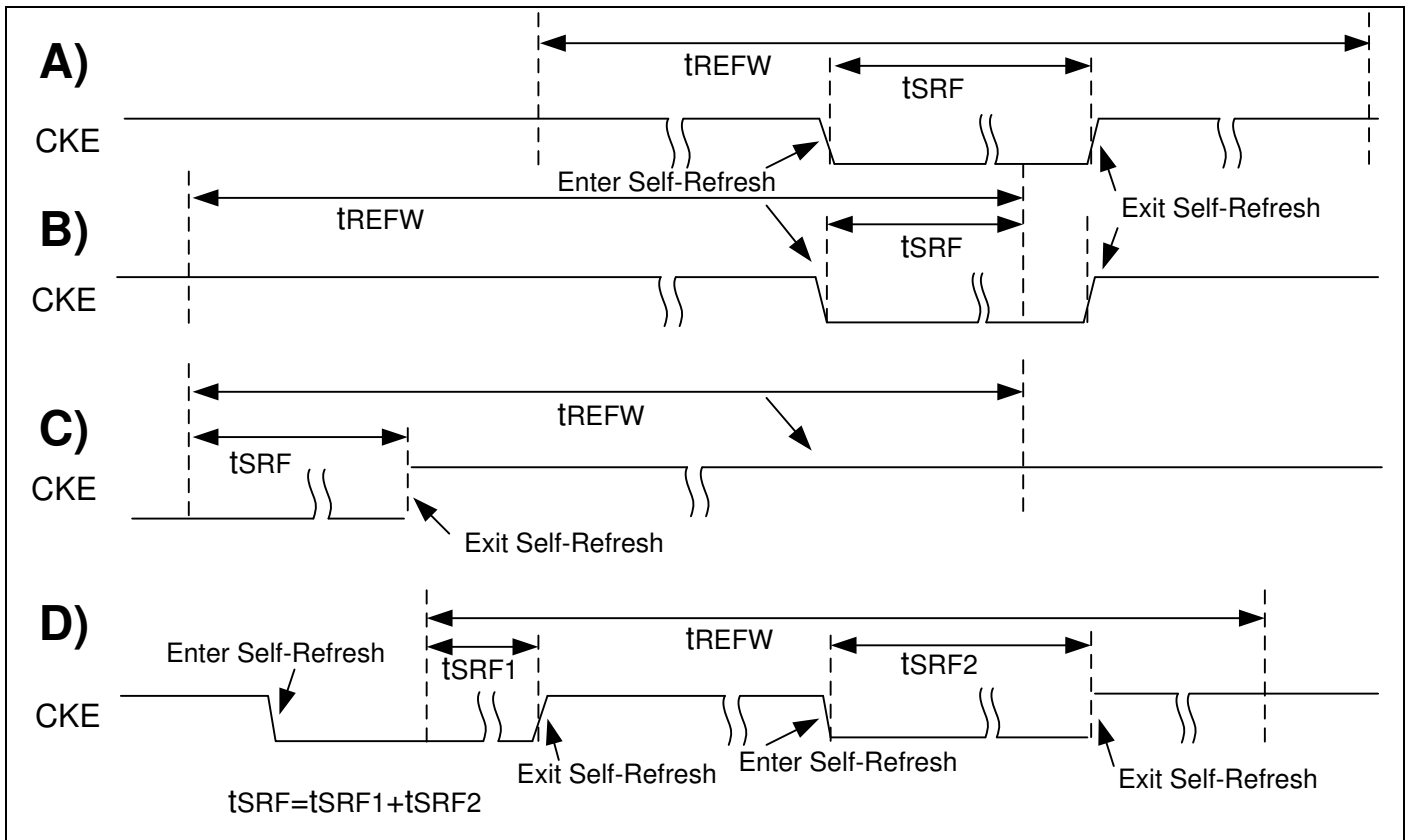 A)
tREFW
tSRF
CKE
Enter Self-Refresh
Exit Self-Refresh
B)
tREFW
tSRF
CKE
C)
tREFW
tSRF
CKE
Exit Self-Refresh
D)
tREFW
Enter Self-Refresh
tSRF1
tSRF2
CKE
Exit Self-Refresh
Enter Self-Refresh
Exit Self-Refresh
tSRF=tSRF1+tSRF2